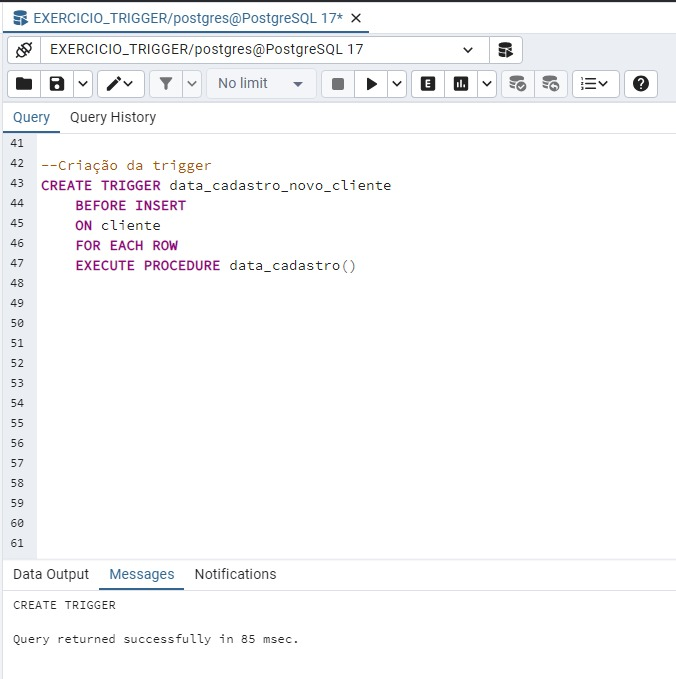 EXERCICIO_TRIGGER/postgres@PostgreSQL 17*
EXERCICIO_TRIGGER/postgres@PostgreSQL 17
No limit
E
Query Query History
41
42 --Criação da trigger
43 CREATE TRIGGER data_cadastro_novo_cliente
44 BEFORE INSERT
45 ON cliente
46 FOR EACH ROW
47 EXECUTE PROCEDURE data_cadastro()
48
49
50
51
52
53
54
55
56
57
58
59
60
61
Data Output Messages Notifications
CREATE TRIGGER
Query returned successfully in 85 msec.